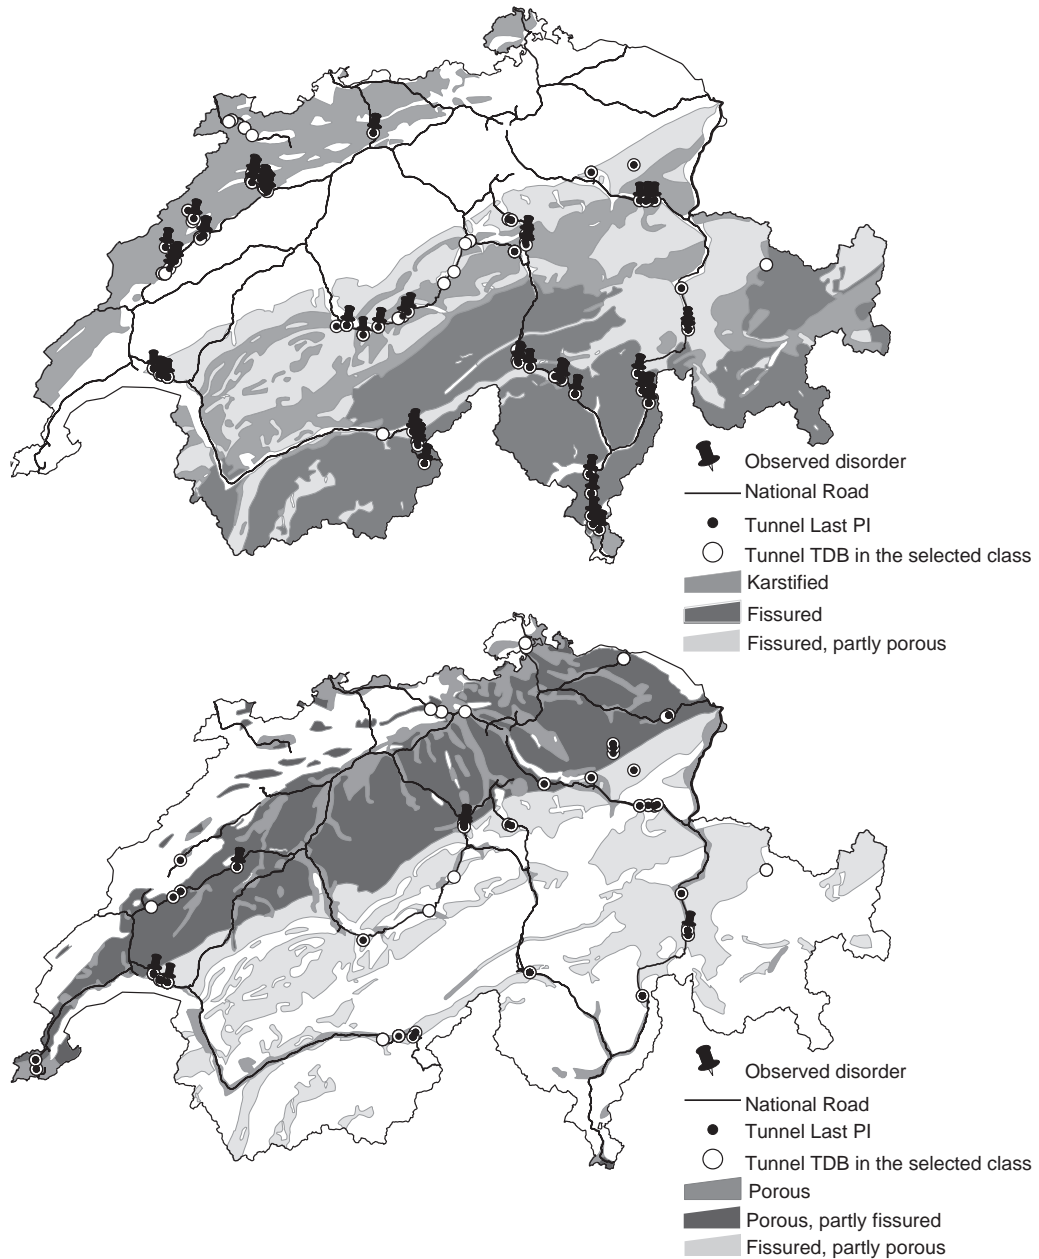 Observed disorder
National Road
Tunnel Last PI
Tunnel TDB in the selected class
Karstified
Fissured
Fissured, partly porous
Observed disorder
National Road
Tunnel Last PI
Tunnel TDB in the selected class
Porous
Porous, partly fissured
Fissured, partly porous